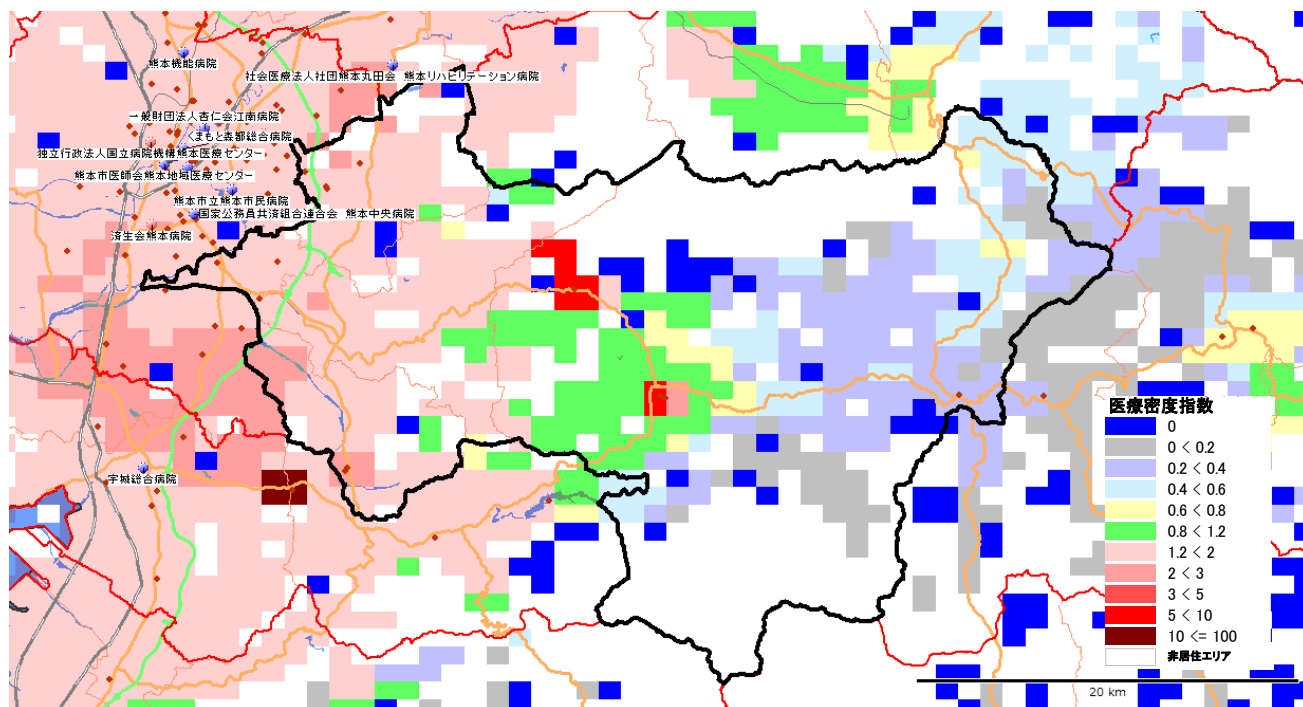 熊本機能病院
社会医療法人社団熊本丸田会 熊本リハビリテーション病院
一般財団法人杏仁会江南病院
くまもと森都総合病院
独立行政法人国立病院機構熊本医療センター
熊本市医師会熊本地域医療センター
熊本市立熊本市民病院
国家公務員共済組合連合会 熊本中央病院
済生会熊本病院
宇城総合病院
医療密度指数
0
0 < 0.2
0.2 < 0.4
0.4 < 0.6
0.6 < 0.8
0.8 < 1.2
1.2 < 2
2 < 3
3 < 5
5 < 10
10 <= 100
非居住エリア
20 km